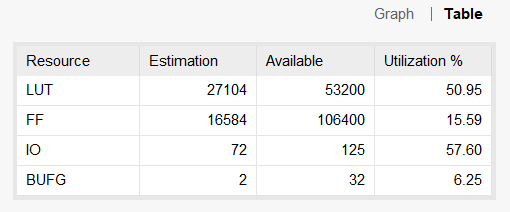 Graph | Table
Resource Estimation Available Utilization %
LUT 27104 53200 50.95
FF 16584 106400 15.59
IO 72 125 57.60
BUFG 2 32 6.25